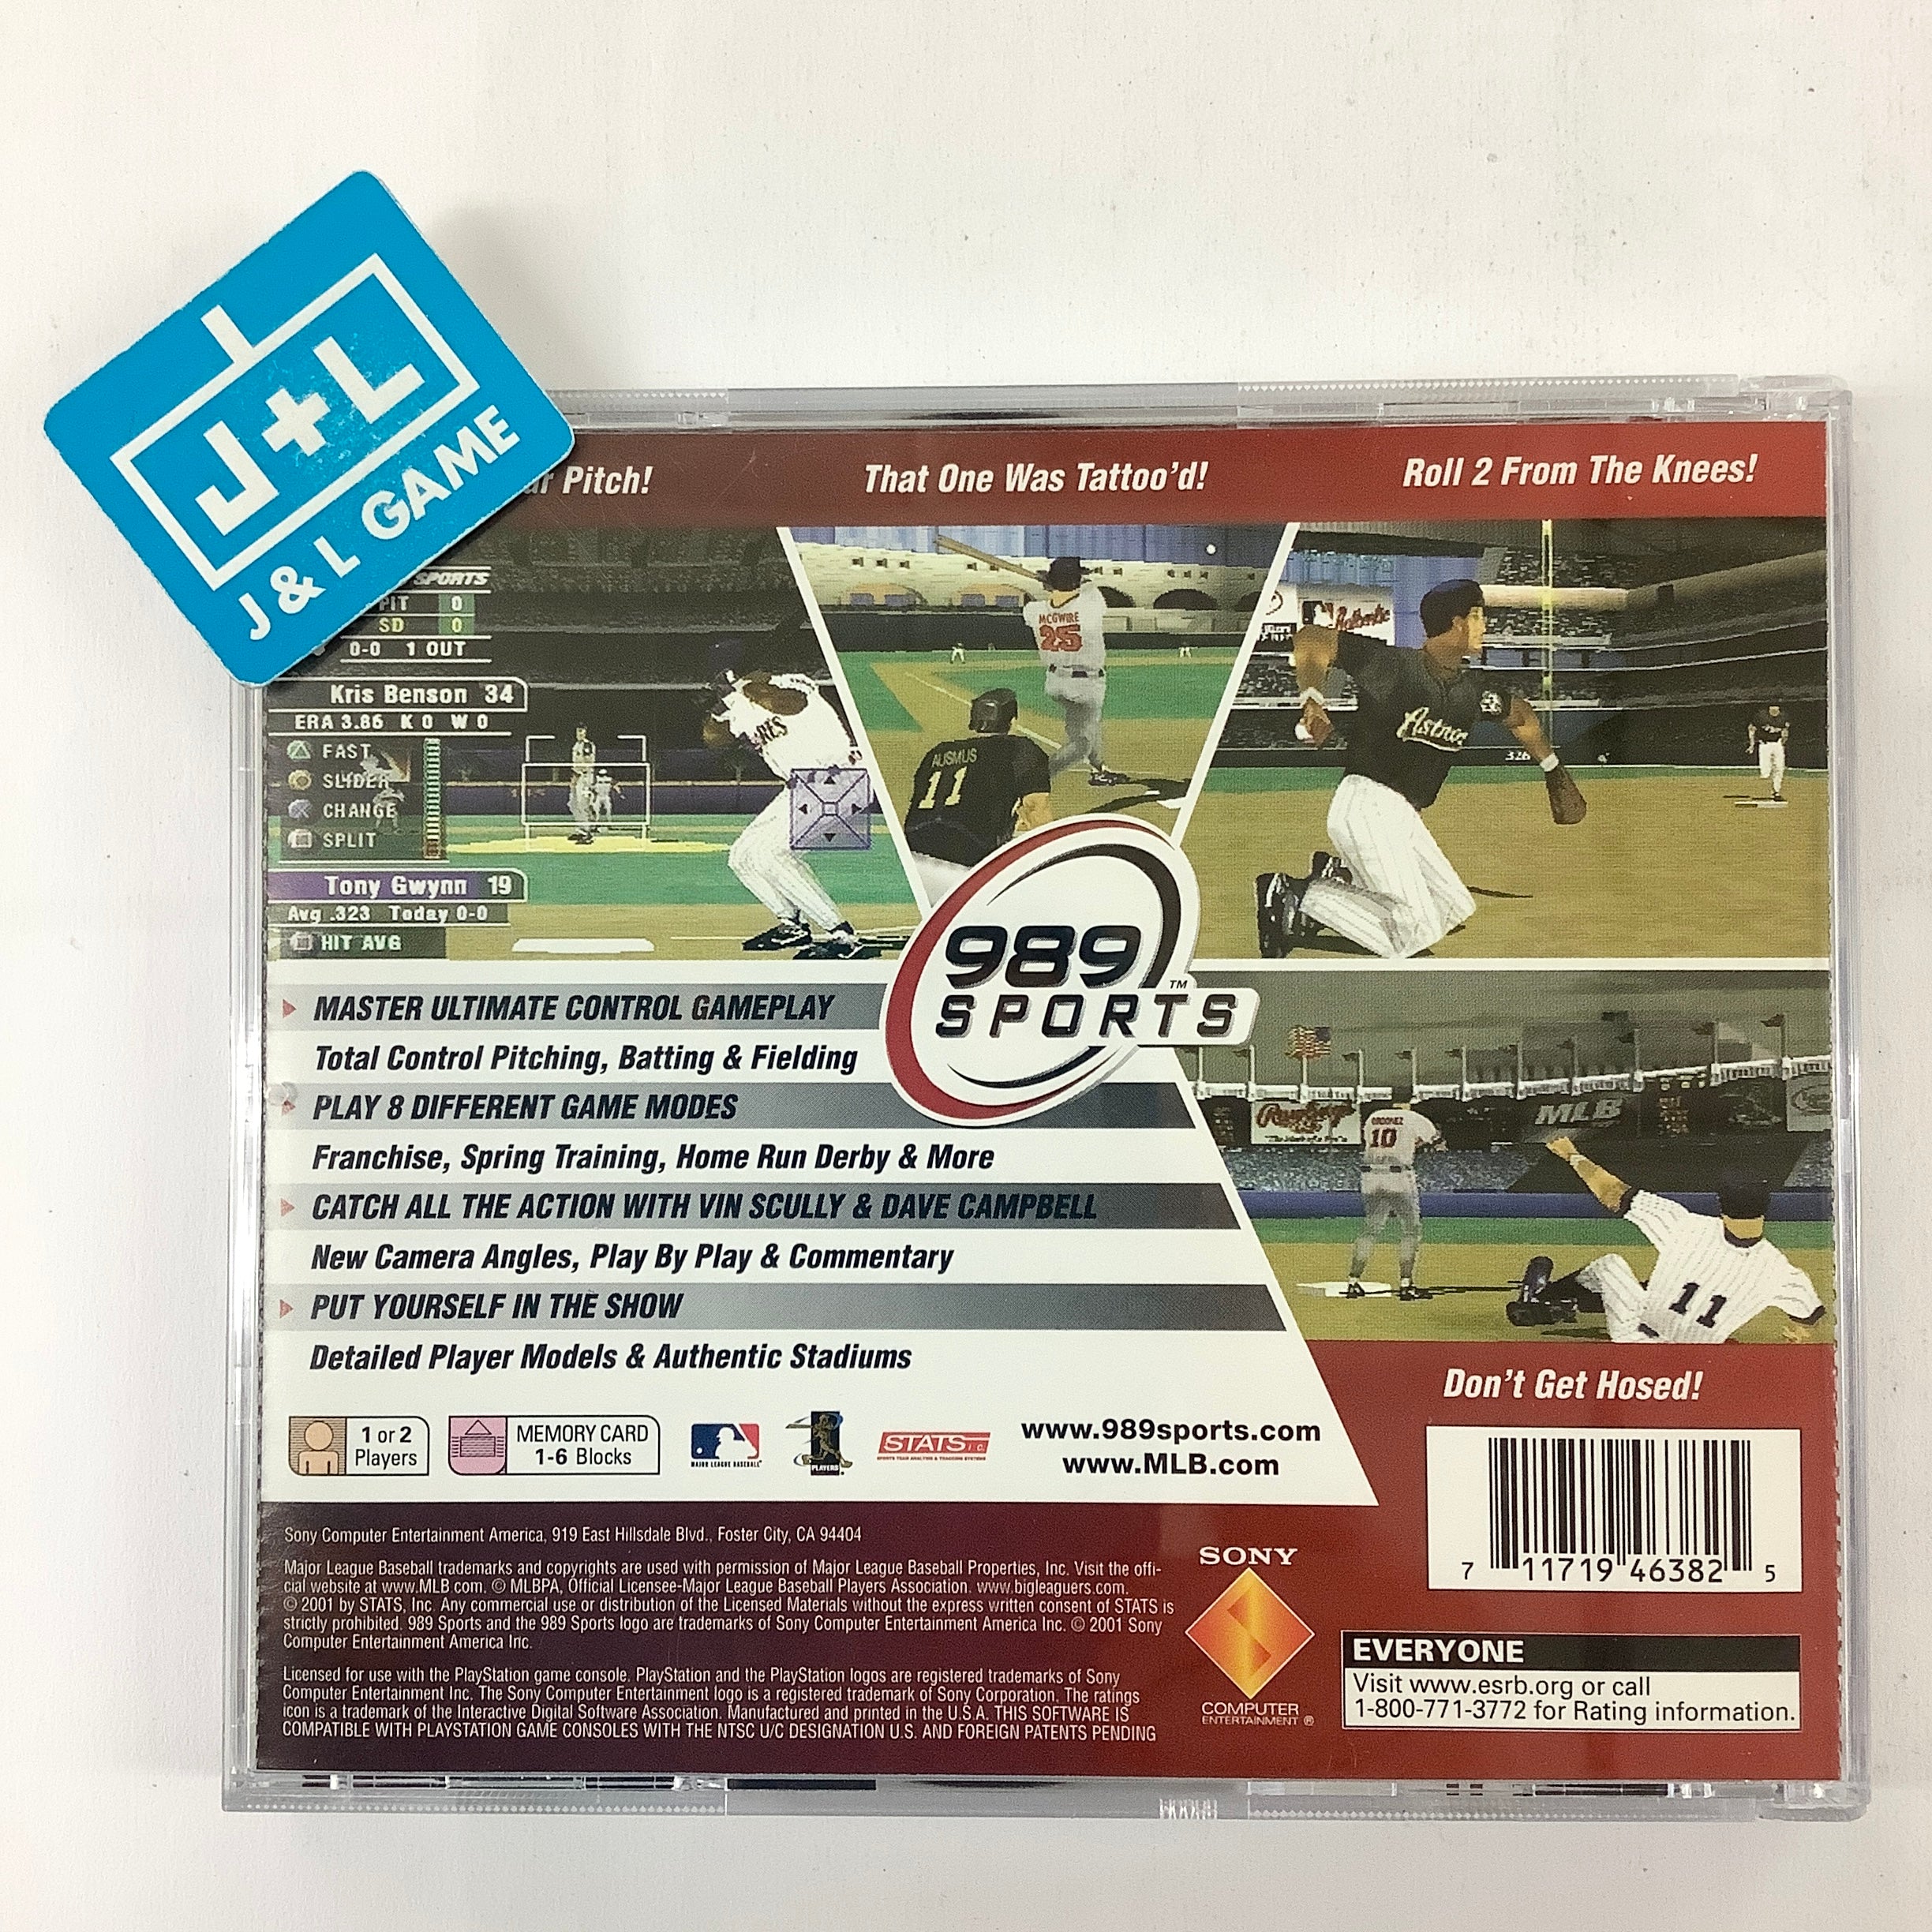 J+L
J & L GAME
Pitch!
That One Was Tattoo'd!
Roll 2 From The Knees!
SPORTS
PIT 0
SD 0
0-0 1 OUT
Kris Benson 34
ERA 3.86 K 0 W 0
FAST
SLIDER
CHANGE
SPLIT
Tony Gwynn 19
Avg .323 Today 0-0
HIT AVG
MCGWIRE
25
AUSMUS
11
Authentic
Astros
326
989
SPORTS™
MASTER ULTIMATE CONTROL GAMEPLAY
Total Control Pitching, Batting & Fielding
PLAY 8 DIFFERENT GAME MODES
Franchise, Spring Training, Home Run Derby & More
CATCH ALL THE ACTION WITH VIN SCULLY & DAVE CAMPBELL
New Camera Angles, Play By Play & Commentary
PUT YOURSELF IN THE SHOW
Detailed Player Models & Authentic Stadiums
Rawlings
MLB
10
11
Don't Get Hosed!
1 or 2
Players
MEMORY CARD
1-6 Blocks
MAJOR LEAGUE BASEBALL
PLAYERS
STATS
www.989sports.com
www.MLB.com
7 11719 46382 5
Sony Computer Entertainment America, 919 East Hillsdale Blvd., Foster City, CA 94404
Major League Baseball trademarks and copyrights are used with permission of Major League Baseball Properties, Inc. Visit the offi-
cial website at www.MLB.com. © MLBPA, Official Licensee-Major League Baseball Players Association. www.bigleaguers.com.
© 2001 by STATS, Inc. Any commercial use or distribution of the Licensed Materials without the express written consent of STATS is
strictly prohibited. 989 Sports and the 989 Sports logo are trademarks of Sony Computer Entertainment America Inc. © 2001 Sony
Computer Entertainment America Inc.
Licensed for use with the PlayStation game console. PlayStation and the PlayStation logos are registered trademarks of Sony
Computer Entertainment Inc. The Sony Computer Entertainment logo is a registered trademark of Sony Corporation. The ratings
icon is a trademark of the Interactive Digital Software Association. Manufactured and printed in the U.S.A. THIS SOFTWARE IS
COMPATIBLE WITH PLAYSTATION GAME CONSOLES WITH THE NTSC U/C DESIGNATION U.S. AND FOREIGN PATENTS PENDING
SONY
COMPUTER
ENTERTAINMENT ®
EVERYONE
Visit www.esrb.org or call
1-800-771-3772 for Rating information.